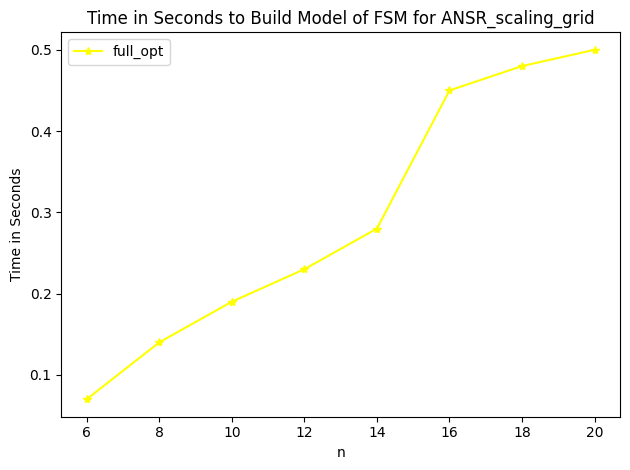 Time in Seconds to Build Model of FSM for ANSR_scaling_grid
full_opt
Time in Seconds
0.5
0.4
0.3
0.2
0.1
6 8 10 12 14 16 18 20
n